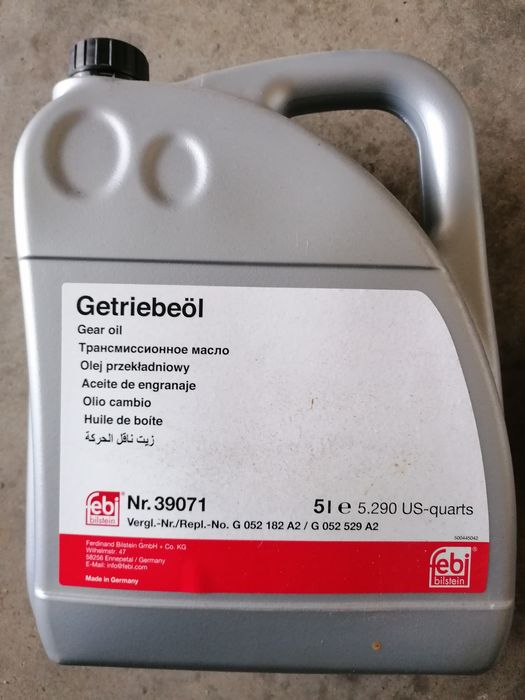 Getriebeöl
Gear oil
Трансмиссионное масло
Olej przekładniowy
Aceite de engranaje
Olio cambio
Huile de boîte
زيت ناقل الحركة
febi
bilstein
Nr. 39071
5 l e 5.290 US-quarts
Vergl.-Nr./Repl.-No. G 052 182 A2 / G 052 529 A2
500445042
Ferdinand Bilstein GmbH + Co. KG
Wilhelmstr. 47
58256 Ennepetal / Germany
E-Mail: info@febi.com
Made in Germany
febi
bilstein